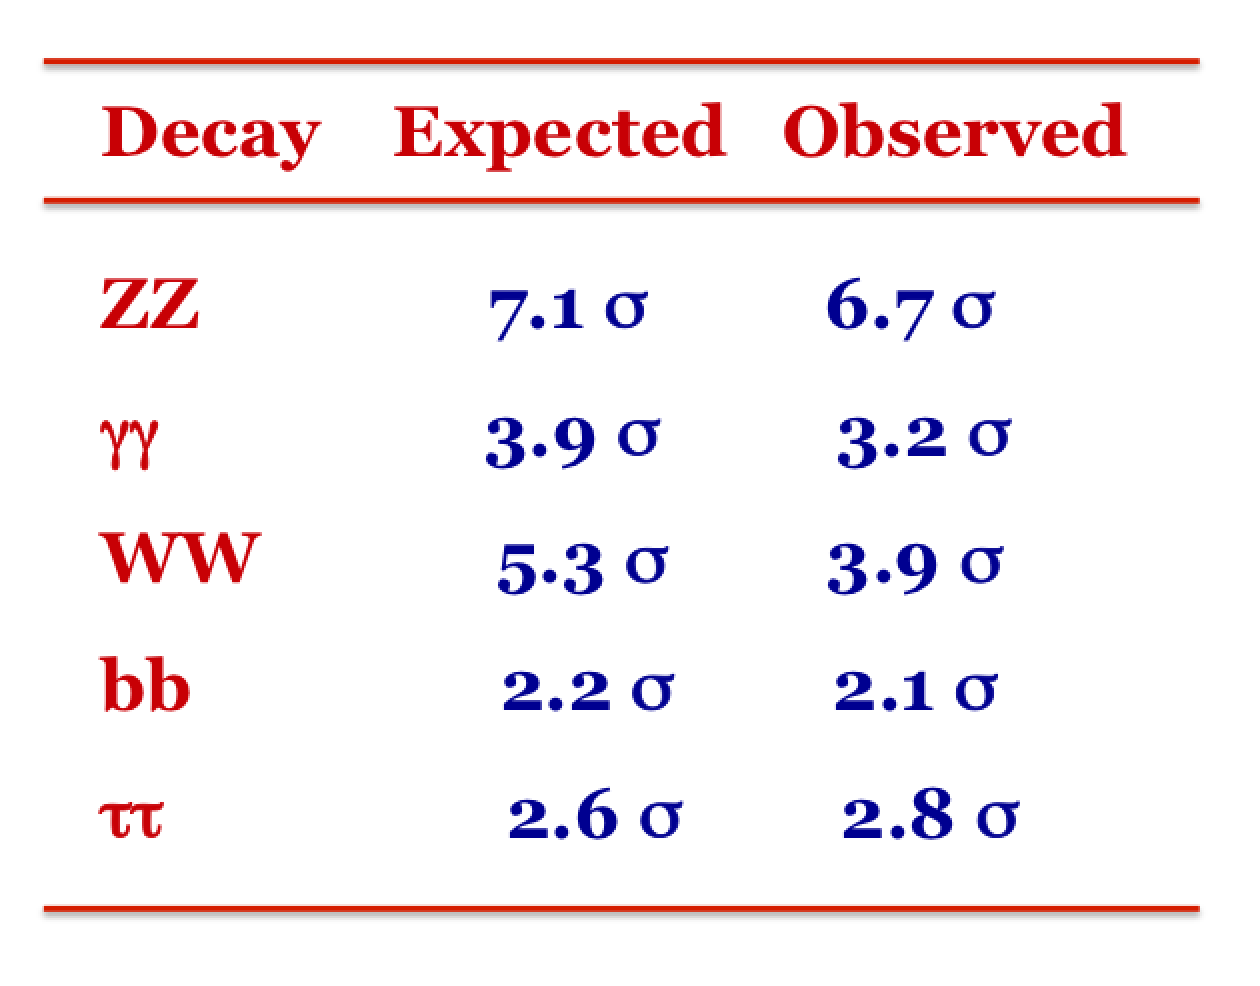 Decay Expected Observed
ZZ 7.1 σ 6.7 σ
γγ 3.9 σ 3.2 σ
WW 5.3 σ 3.9 σ
bb 2.2 σ 2.1 σ
ττ 2.6 σ 2.8 σ